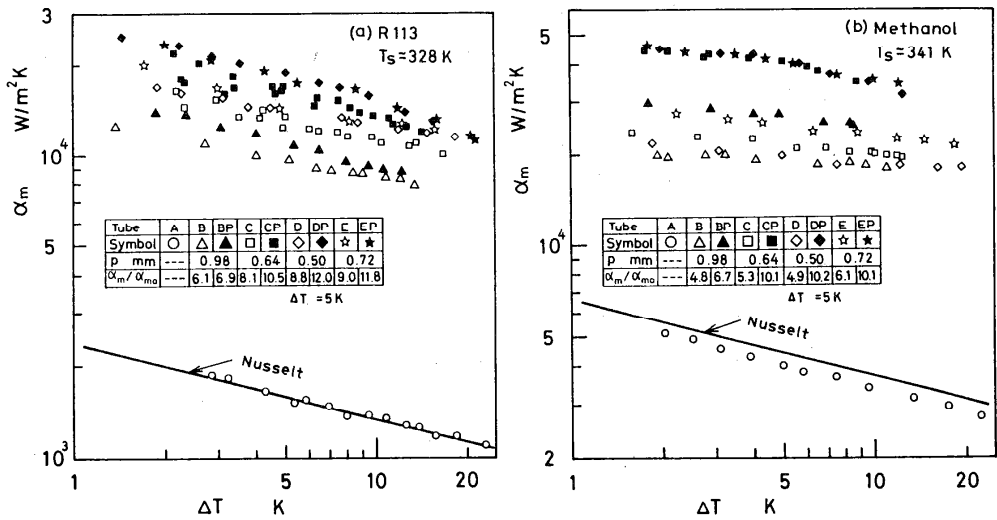 (a) R113
Ts≃328 K
3
W/m²K
αm
10⁴
5
Tube A B BP C CP D DP E EP
Symbol ○ △ ▲ □ ■ ◇ ◆ ☆ ★
p mm --- 0.98 0.64 0.50 0.72
αm/αmo --- 6.1 6.9 8.1 10.5 8.8 12.0 9.0 11.8
ΔT =5K
Nusselt
10³
1 5 10 20
ΔT K
(b) Methanol
Ts≃341 K
6
5
W/m²K
αm
10⁴
5
2
Tube A B BP C CP D DP E EP
Symbol ○ △ ▲ □ ■ ◇ ◆ ☆ ★
p mm --- 0.98 0.64 0.50 0.72
αm/αmo --- 4.8 6.7 5.3 10.1 4.9 10.2 6.1 10.1
ΔT =5K
Nusselt
1 5 10 20
ΔT K